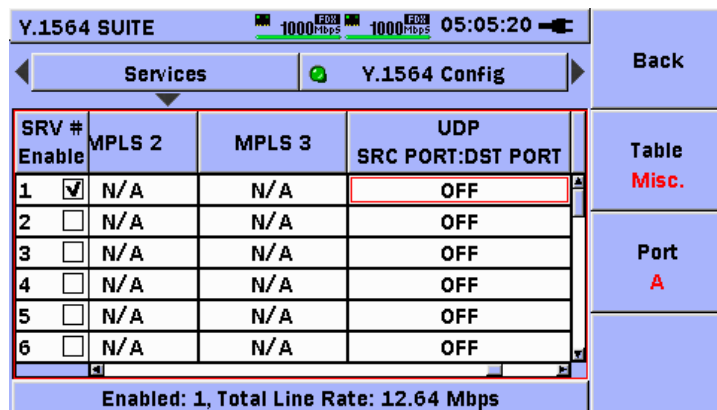 Y.1564 SUITE 1000 FDX Mbps 1000 FDX Mbps 05:05:20
Back
Services Y.1564 Config
SRV # Enable MPLS 2 MPLS 3 UDP SRC PORT:DST PORT
Table
Misc.
1 N/A N/A OFF
2 N/A N/A OFF
3 N/A N/A OFF
Port
A
4 N/A N/A OFF
5 N/A N/A OFF
6 N/A N/A OFF
Enabled: 1, Total Line Rate: 12.64 Mbps